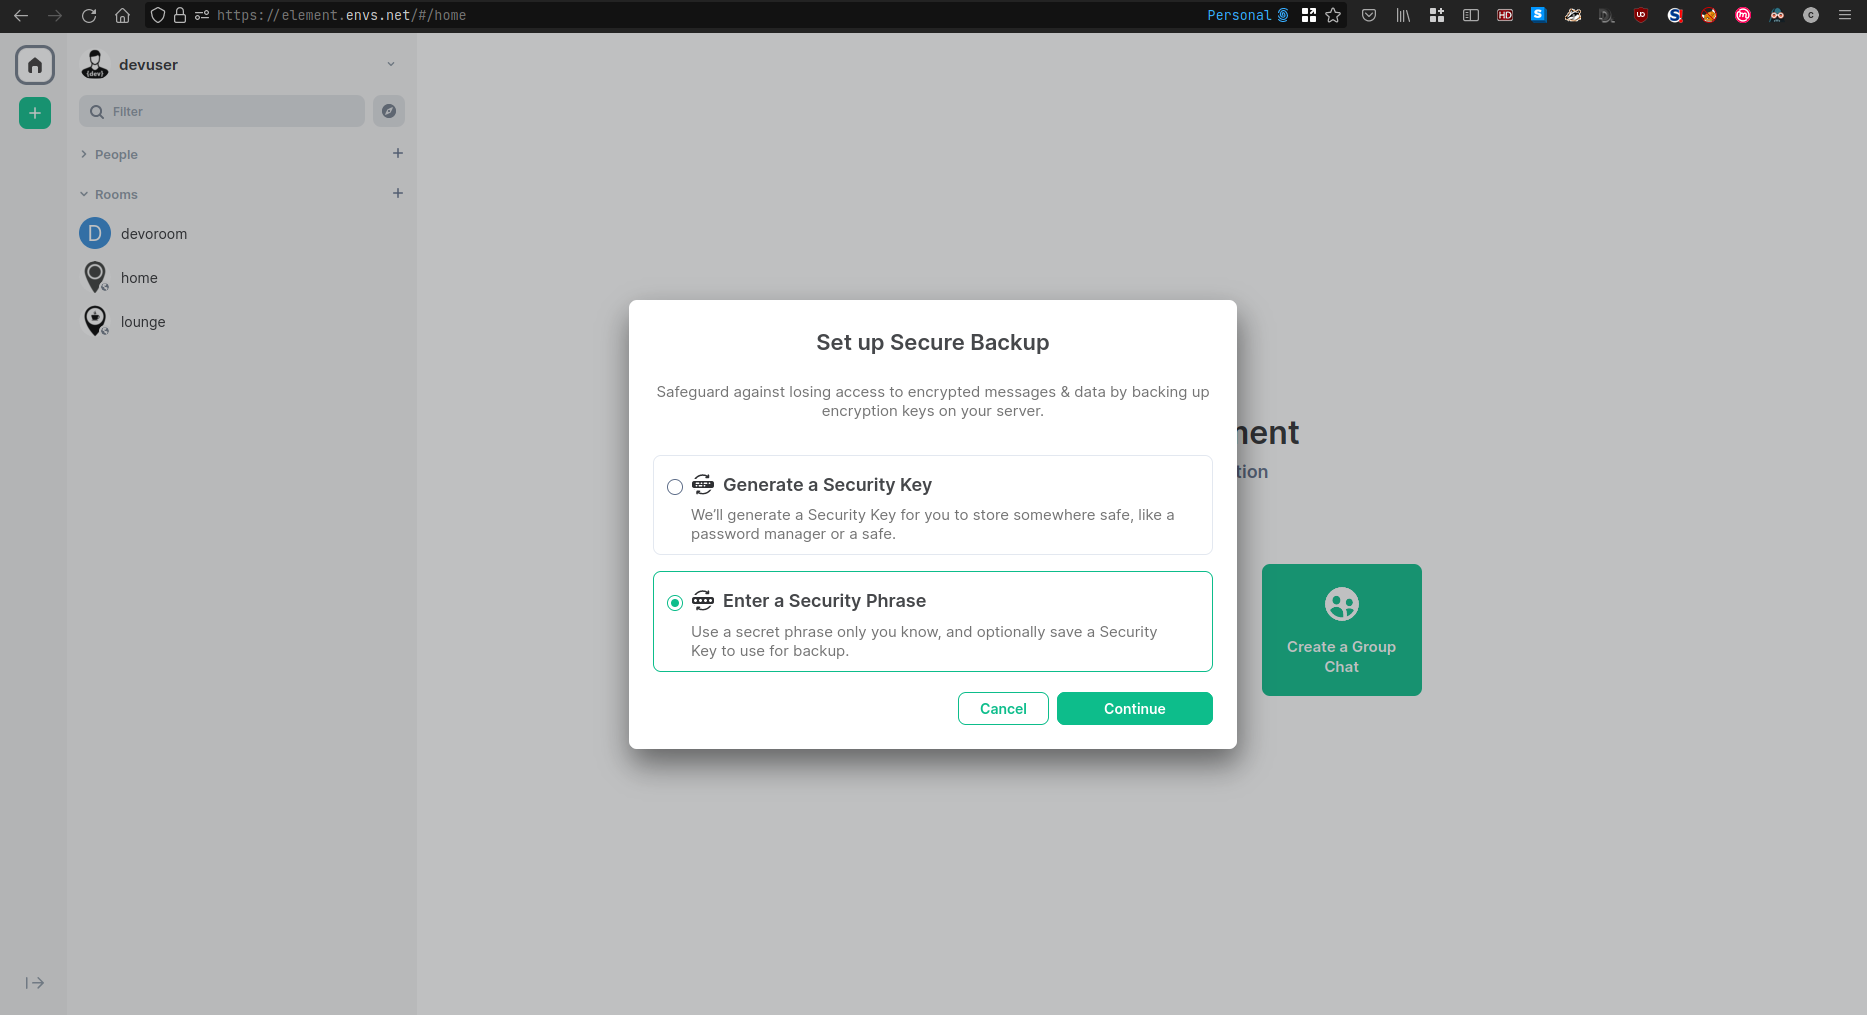 https://element.envs.net/#/home
Personal
HD
S
UO
S
m
C
devuser
{dev}
Filter
People
Rooms
D
devoroom
home
lounge
Set up Secure Backup
Safeguard against losing access to encrypted messages & data by backing up
encryption keys on your server.
ment
tion
Generate a Security Key
We'll generate a Security Key for you to store somewhere safe, like a
password manager or a safe.
Enter a Security Phrase
Use a secret phrase only you know, and optionally save a Security
Key to use for backup.
Cancel
Continue
Create a Group
Chat